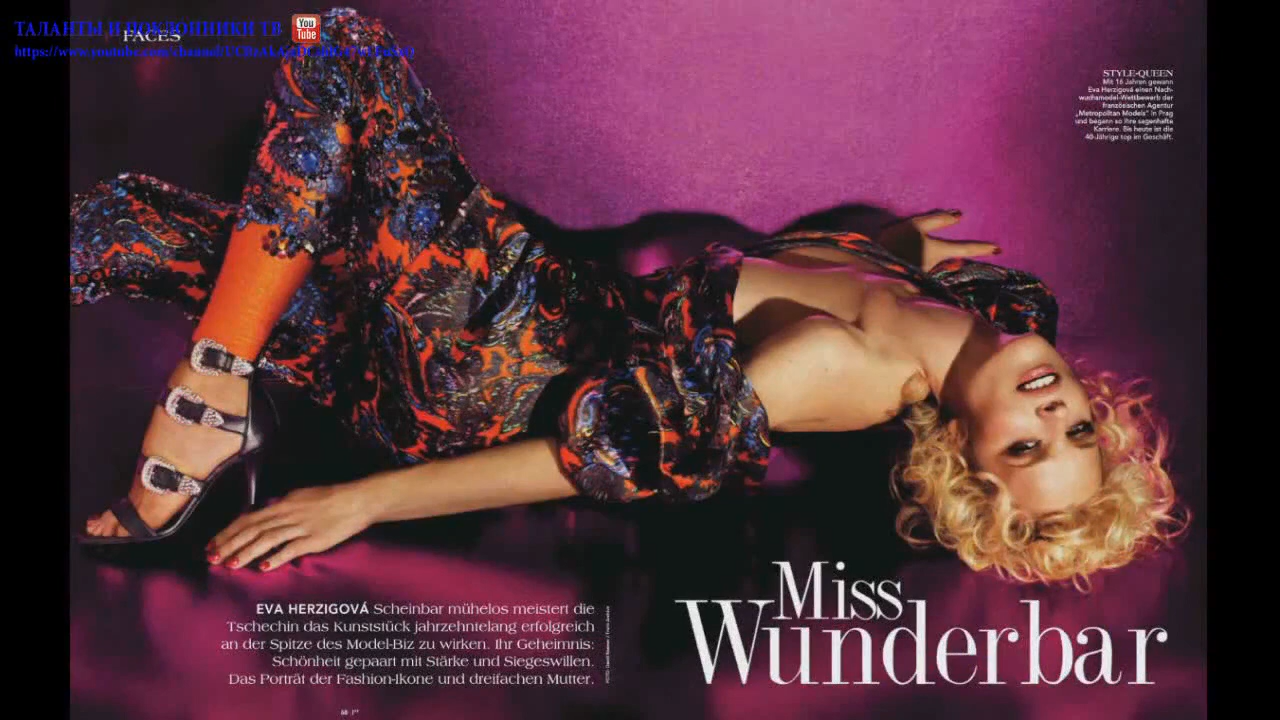 ТАЛАНТЫ И ПОКЛОННИКИ ТВ
You
Tube
FACES
STYLE-QUEEN
Mit 16 Jahren gewann
Eva Herzigová einen Nach-
wuchsmodel-Wettbewerb der
französischen Agentur
„Metropolitan Models" in Prag
und begann so ihre sagenhafte
Karriere. Bis heute ist die
40-Jährige top im Geschäft.
Miss
Wunderbar
EVA HERZIGOVÁ Scheinbar mühelos meistert die
Tschechin das Kunststück jahrzehntelang erfolgreich
an der Spitze des Model-Biz zu wirken. Ihr Geheimnis:
Schönheit gepaart mit Stärke und Siegeswillen.
Das Porträt der Fashion-Ikone und dreifachen Mutter.